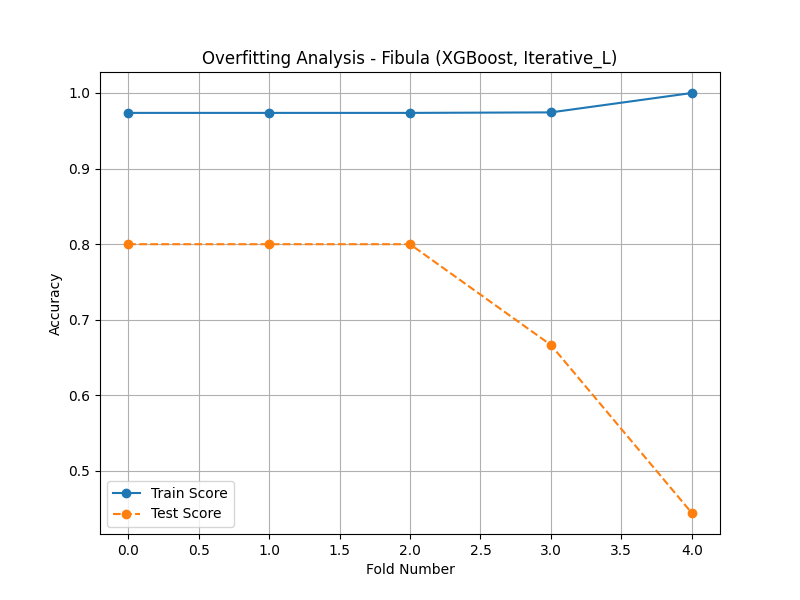 Overfitting Analysis - Fibula (XGBoost, Iterative_L)
1.0
0.9
0.8
0.7
0.6
0.5
Accuracy
Train Score
Test Score
0.0 0.5 1.0 1.5 2.0 2.5 3.0 3.5 4.0
Fold Number